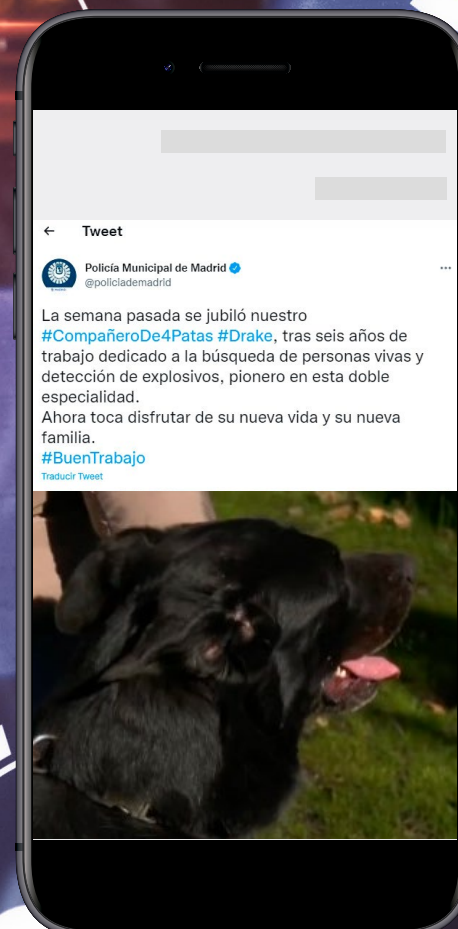 Tweet
Policía Municipal de Madrid
@policiademadrid
La semana pasada se jubiló nuestro
#CompañeroDe4Patas #Drake, tras seis años de
trabajo dedicado a la búsqueda de personas vivas y
detección de explosivos, pionero en esta doble
especialidad.
Ahora toca disfrutar de su nueva vida y su nueva
familia.
#BuenTrabajo
Traducir Tweet